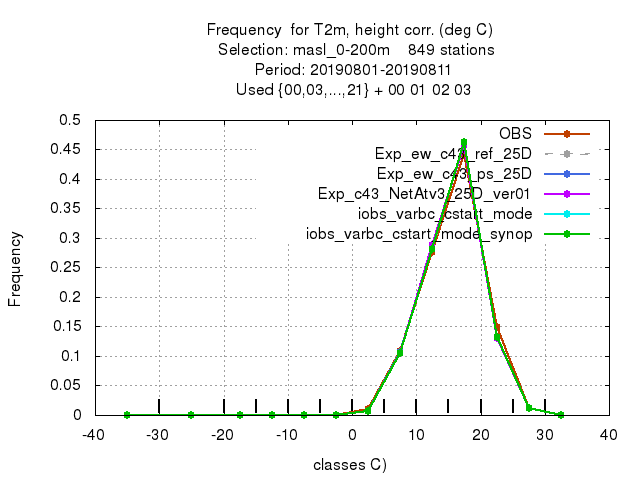 Frequency  for T2m, height corr. (deg C)
Selection: masl_0-200m    849 stations
Period: 20190801-20190811
Used {00,03,...,21} + 00 01 02 03
OBS
Exp_ew_c43_ref_25D
Exp_ew_c43_ps_25D
Exp_c43_NetAtv3_25D_ver01
iobs_varbc_cstart_mode
iobs_varbc_cstart_mode_synop
Frequency
0.5
0.45
0.4
0.35
0.3
0.25
0.2
0.15
0.1
0.05
0
-40 -30 -20 -10 0 10 20 30 40
classes C)